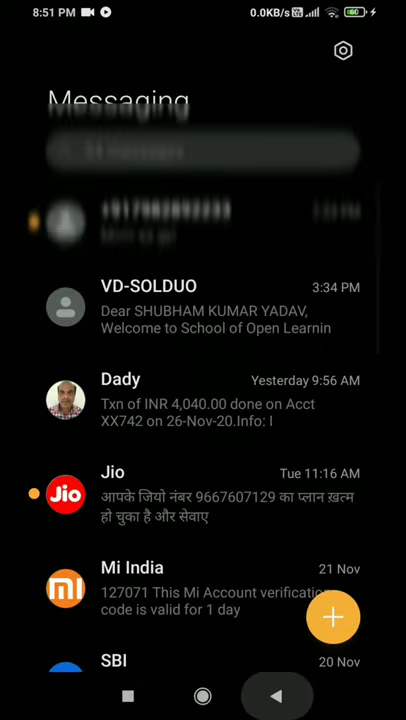 8:51 PM
0.0KB/s
60
Messaging
VD-SOLDUO
3:34 PM
Dear SHUBHAM KUMAR YADAV,
Welcome to School of Open Learnin
Dady
Yesterday 9:56 AM
Txn of INR 4,040.00 done on Acct
XX742 on 26-Nov-20.Info: I
Jio
Tue 11:16 AM
Jio
आपके जियो नंबर 9667607129 का प्लान ख़त्म
हो चुका है और सेवाए
Mi India
21 Nov
127071 This Mi Account verification
code is valid for 1 day
SBI
20 Nov